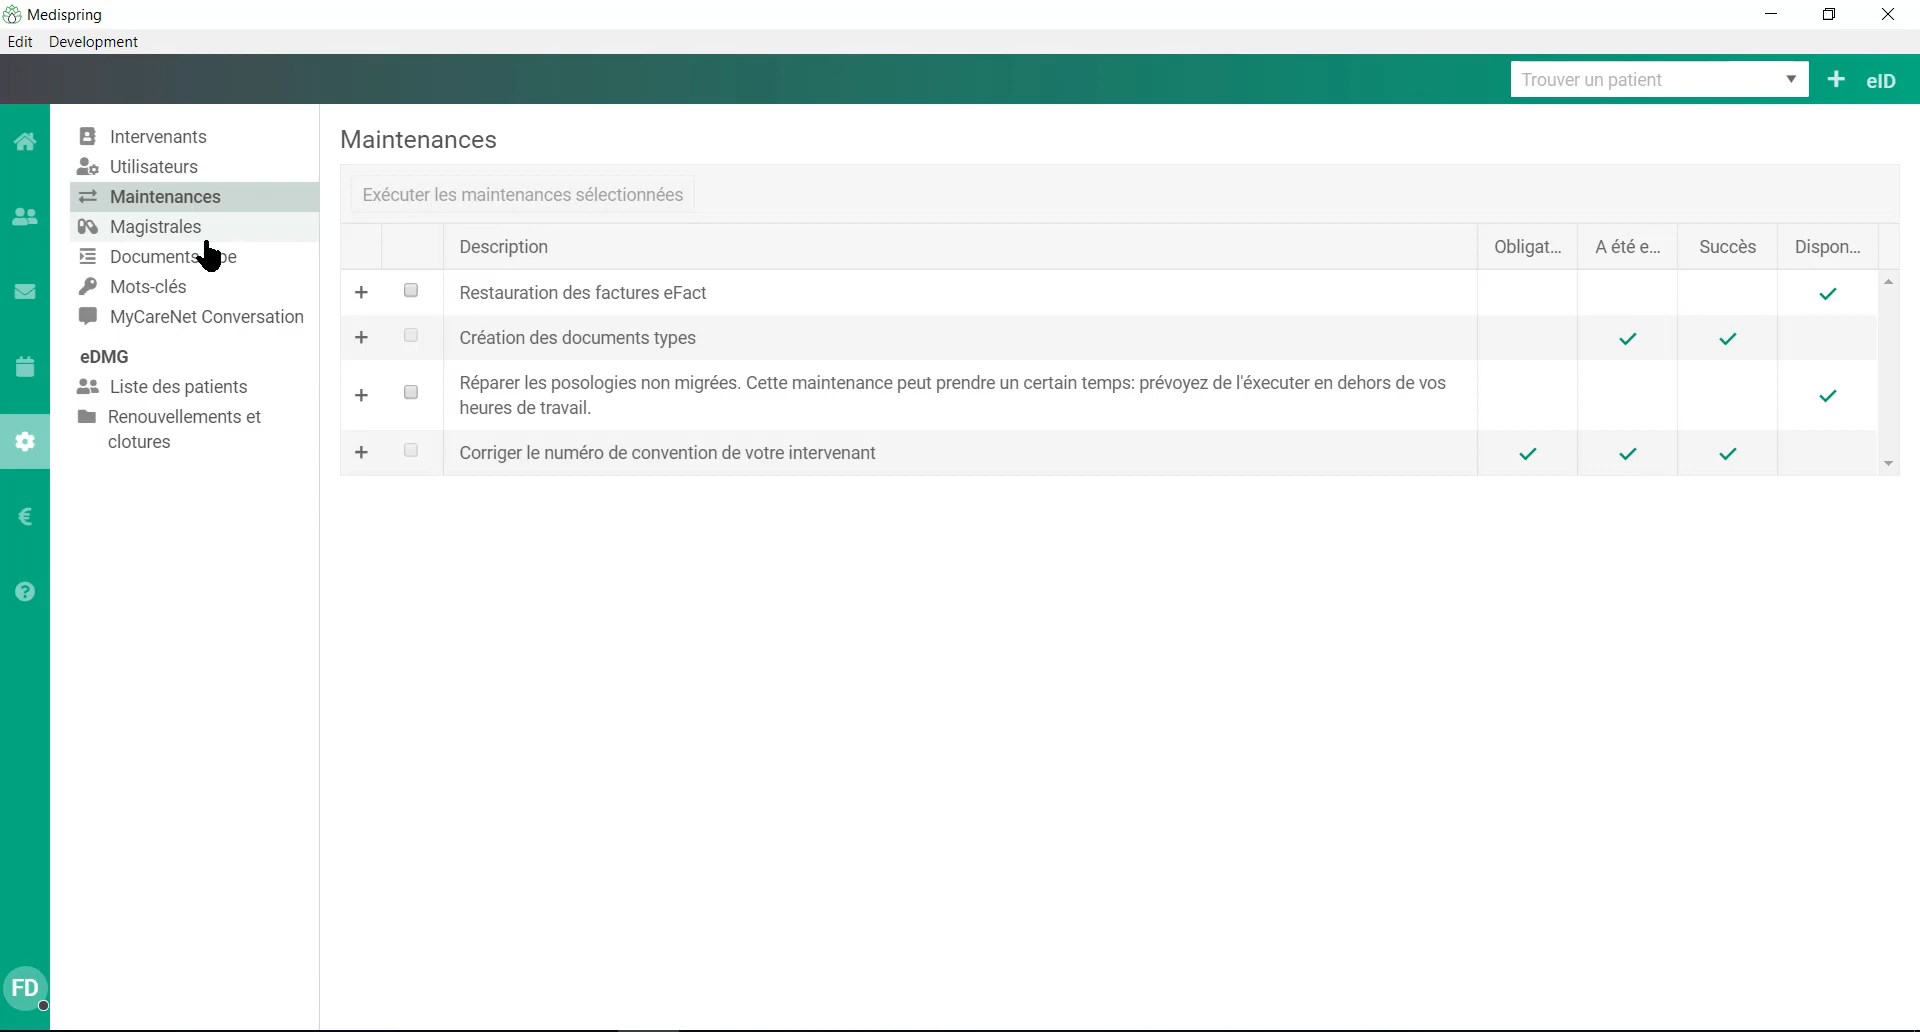 Medispring
Edit Development
Trouver un patient
eID
Intervenants
Utilisateurs
Maintenances
Magistrales
Documents
Mots-clés
MyCareNet Conversation
eDMG
Liste des patients
Renouvellements et
clotures
FD
Maintenances
Exécuter les maintenances sélectionnées
Description Obligat... A été e... Succès Dispon...
Restauration des factures eFact
Création des documents types
Réparer les posologies non migrées. Cette maintenance peut prendre un certain temps: prévoyez de l'éxecuter en dehors de vos
heures de travail.
Corriger le numéro de convention de votre intervenant